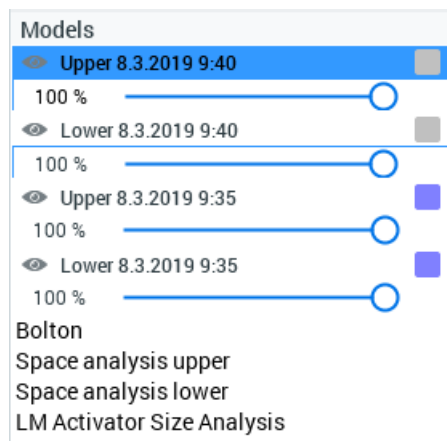 Models
Upper 8.3.2019 9:40
100 %
Lower 8.3.2019 9:40
100 %
Upper 8.3.2019 9:35
100 %
Lower 8.3.2019 9:35
100 %
Bolton
Space analysis upper
Space analysis lower
LM Activator Size Analysis